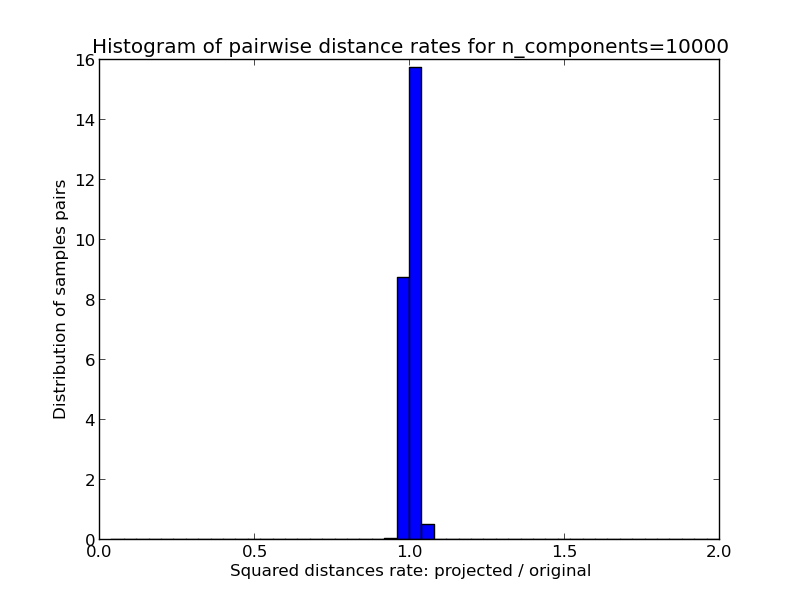 Histogram of pairwise distance rates for n_components=10000
16
14
12
10
8
6
4
2
0
Distribution of samples pairs
0.0 0.5 1.0 1.5 2.0
Squared distances rate: projected / original